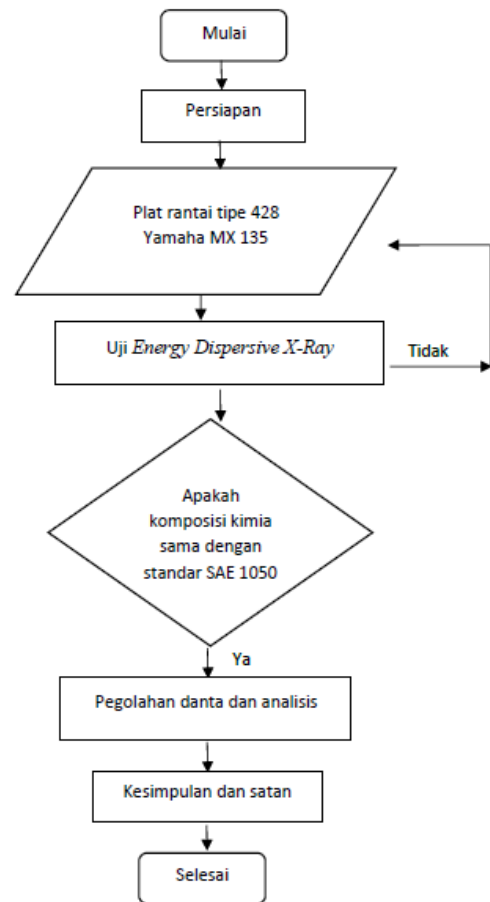 Mulai
Persiapan
Plat rantai tipe 428
Yamaha MX 135
Uji Energy Dispersive X-Ray
Tidak
Apakah
komposisi kimia
sama dengan
standar SAE 1050
Ya
Pegolahan danta dan analisis
Kesimpulan dan satan
Selesai